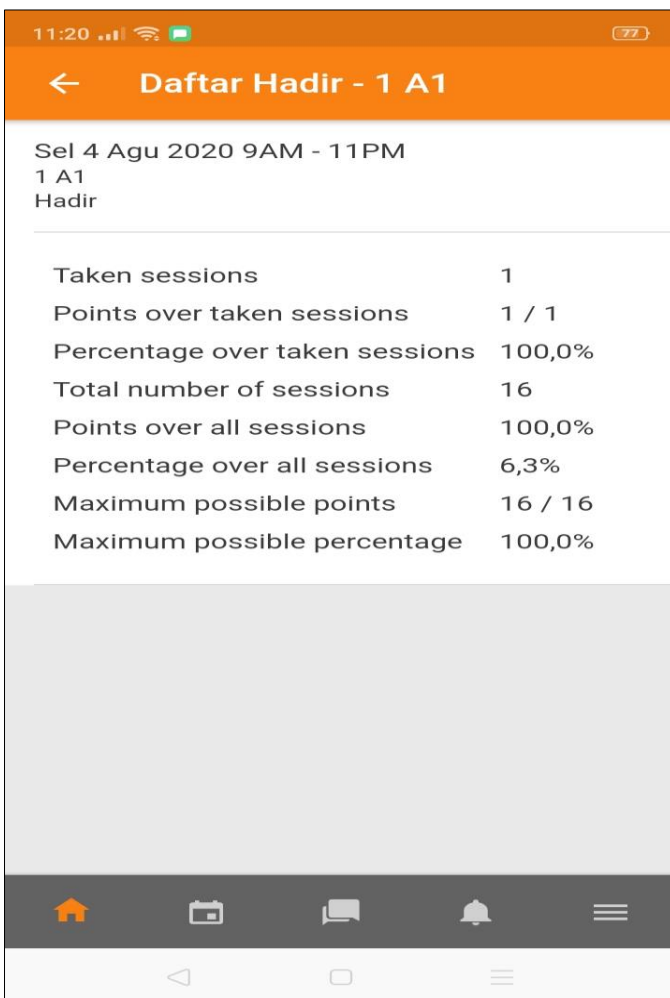 11:20
77
Daftar Hadir - 1 A1
Sel 4 Agu 2020 9AM - 11PM
1 A1
Hadir
Taken sessions 1
Points over taken sessions 1 / 1
Percentage over taken sessions 100,0%
Total number of sessions 16
Points over all sessions 100,0%
Percentage over all sessions 6,3%
Maximum possible points 16 / 16
Maximum possible percentage 100,0%